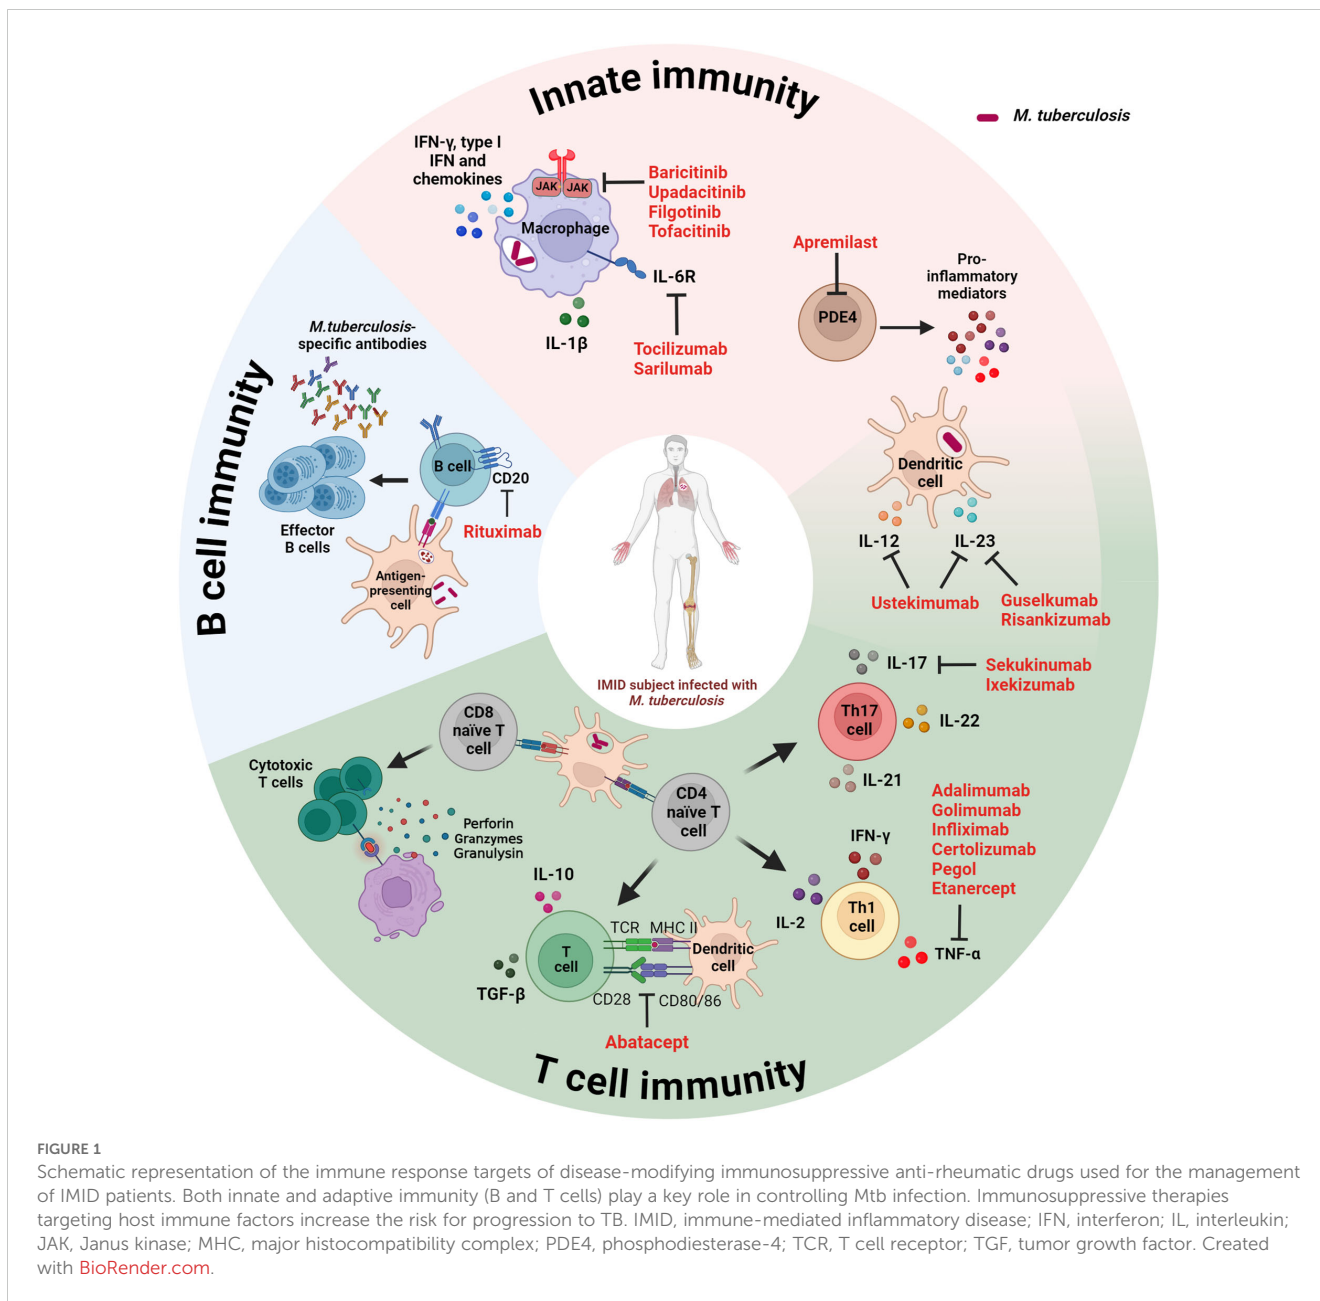 Innate immunity
M. tuberculosis
IFN-γ, type I
IFN and
chemokines
JAK
JAK
Macrophage
Baricitinib
Upadacitinib
Filgotinib
Tofacitinib
IL-6R
IL-1β
Tocilizumab
Sarilumab
Apremilast
PDE4
Pro-
inflammatory
mediators
Dendritic
cell
IL-12
IL-23
Ustekimumab
Guselkumab
Risankizumab
B cell immunity
M.tuberculosis-
specific antibodies
B cell
CD20
Rituximab
Effector
B cells
Antigen-
presenting
cell
IMID subject infected with
M. tuberculosis
IL-17
Sekukinumab
Ixekizumab
Th17
cell
IL-22
IL-21
CD8
naïve T
cell
CD4
naïve T
cell
Cytotoxic
T cells
Perforin
Granzymes
Granulysin
Adalimumab
Golimumab
Infliximab
Certolizumab
Pegol
Etanercept
IFN-γ
IL-2
Th1
cell
TNF-α
IL-10
TCR
MHC II
T
cell
Dendritic
cell
TGF-β
CD28
CD80/86
Abatacept
T cell immunity
FIGURE 1
Schematic representation of the immune response targets of disease-modifying immunosuppressive anti-rheumatic drugs used for the management
of IMID patients. Both innate and adaptive immunity (B and T cells) play a key role in controlling Mtb infection. Immunosuppressive therapies
targeting host immune factors increase the risk for progression to TB. IMID, immune-mediated inflammatory disease; IFN, interferon; IL, interleukin;
JAK, Janus kinase; MHC, major histocompatibility complex; PDE4, phosphodiesterase-4; TCR, T cell receptor; TGF, tumor growth factor. Created
with BioRender.com.